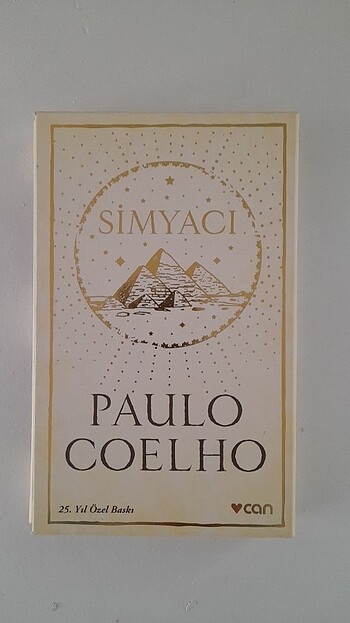 SİMYACI
PAULO
COELHO
25. Yıl Özel Baskı
can